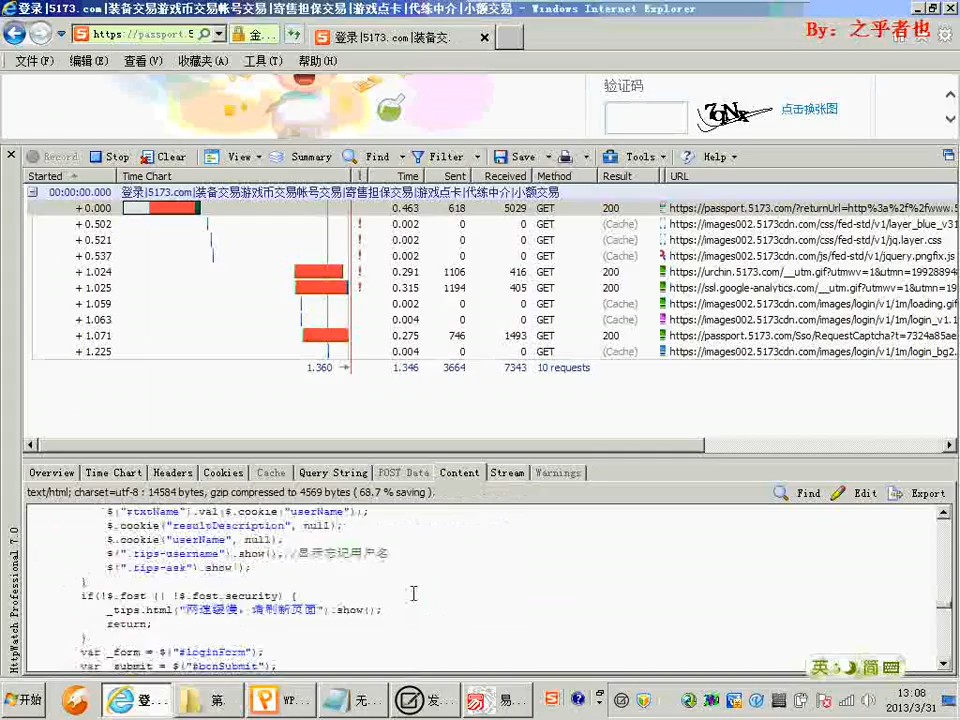 登录|5173.com|装备交易游戏币交易帐号交易|寄售担保交易|游戏点卡|代练中介|小额交易 - Windows Internet Explorer
https://passport.5 金... 登录|5173.com|装备交.
By：之乎者也
文件(F) 编辑(E) 查看(V) 收藏夹(A) 工具(T) 帮助(H)
验证码
点击换张图
Record Stop Clear View Summary Find Filter Save Tools Help
Started Time Chart ! Time Sent Received Method Result URL
00:00:00.000 登录|5173.com|装备交易游戏币交易帐号交易|寄售担保交易|游戏点卡|代练中介|小额交易
+ 0.000 0.463 618 5029 GET 200 https://passport.5173.com/?returnUrl=http%3a%2f%2fwww.5
+ 0.502 ! 0.002 0 0 GET (Cache) https://images002.5173cdn.com/css/fed-std/v1/layer_blue_v31
+ 0.521 ! 0.002 0 0 GET (Cache) https://images002.5173cdn.com/css/fed-std/v1/jq.layer.css
+ 0.537 ! 0.002 0 0 GET (Cache) https://images002.5173cdn.com/js/fed-std/v1/jquery.pngfix.js
+ 1.024 ! 0.291 1106 416 GET 200 https://urchin.5173.com/__utm.gif?utmwv=1&utmn=19928894
+ 1.025 ! 0.315 1194 405 GET 200 https://ssl.google-analytics.com/__utm.gif?utmwv=1&utmn=19
+ 1.059 0.002 0 0 GET (Cache) https://images002.5173cdn.com/images/login/v1/1m/loading.gif
+ 1.063 0.004 0 0 GET (Cache) https://images002.5173cdn.com/images/login/v1/1m/login_v1.1
+ 1.071 0.275 746 1493 GET 200 https://passport.5173.com/Sso/RequestCaptcha?t=7324a85ae
+ 1.225 0.004 0 0 GET (Cache) https://images002.5173cdn.com/images/login/v1/1m/login_bg2
1.360 1.346 3664 7343 10 requests
Overview Time Chart Headers Cookies Cache Query String POST Data Content Stream Warnings
text/html; charset=utf-8 : 14584 bytes, gzip compressed to 4569 bytes ( 68.7 % saving ). Find Edit Export
$("#txtName").val($.cookie("userName"));
$.cookie("resultDescription", null);
$.cookie("userName", null);
$(".tips-username").show();//显示忘记用户名
$(".tips-ask").show();
}
if(!$.fost || !$.fost.security) {
_tips.html("网速缓慢，请刷新页面").show();
return;
}
var _form = $("#loginForm");
var _submit = $("#btnSubmit");
HttpWatch Professional 7.0
英 简
开始 登... 第. WP... 无... 发... 易...
13:08
2013/3/31